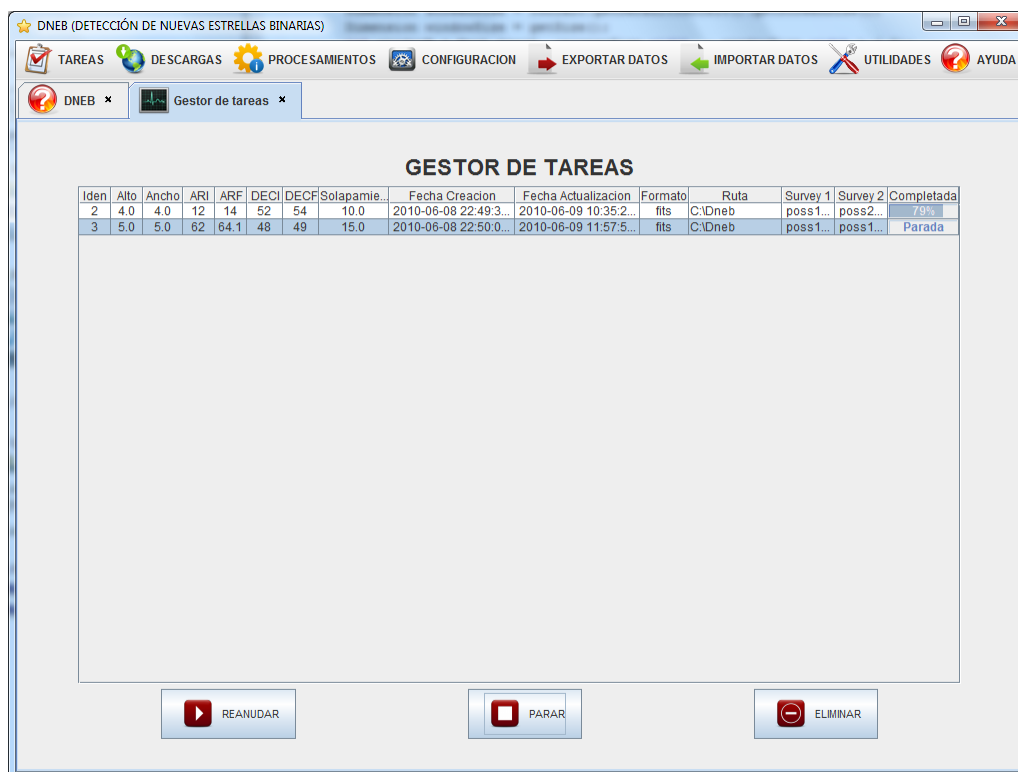 DNEB (DETECCIÓN DE NUEVAS ESTRELLAS BINARIAS)
TAREAS DESCARGAS PROCESAMIENTOS CONFIGURACION EXPORTAR DATOS IMPORTAR DATOS UTILIDADES AYUDA
DNEB Gestor de tareas
GESTOR DE TAREAS
Iden Alto Ancho ARI ARF DECI DECF Solapamie... Fecha Creacion Fecha Actualizacion Formato Ruta Survey 1 Survey 2 Completada
2 4.0 4.0 12 14 52 54 10.0 2010-06-08 22:49:3... 2010-06-09 10:35:2... fits C:\Dneb poss1... poss2... 79%
3 5.0 5.0 62 64.1 48 49 15.0 2010-06-08 22:50:0... 2010-06-09 11:57:5... fits C:\Dneb poss1... poss1... Parada
REANUDAR PARAR ELIMINAR